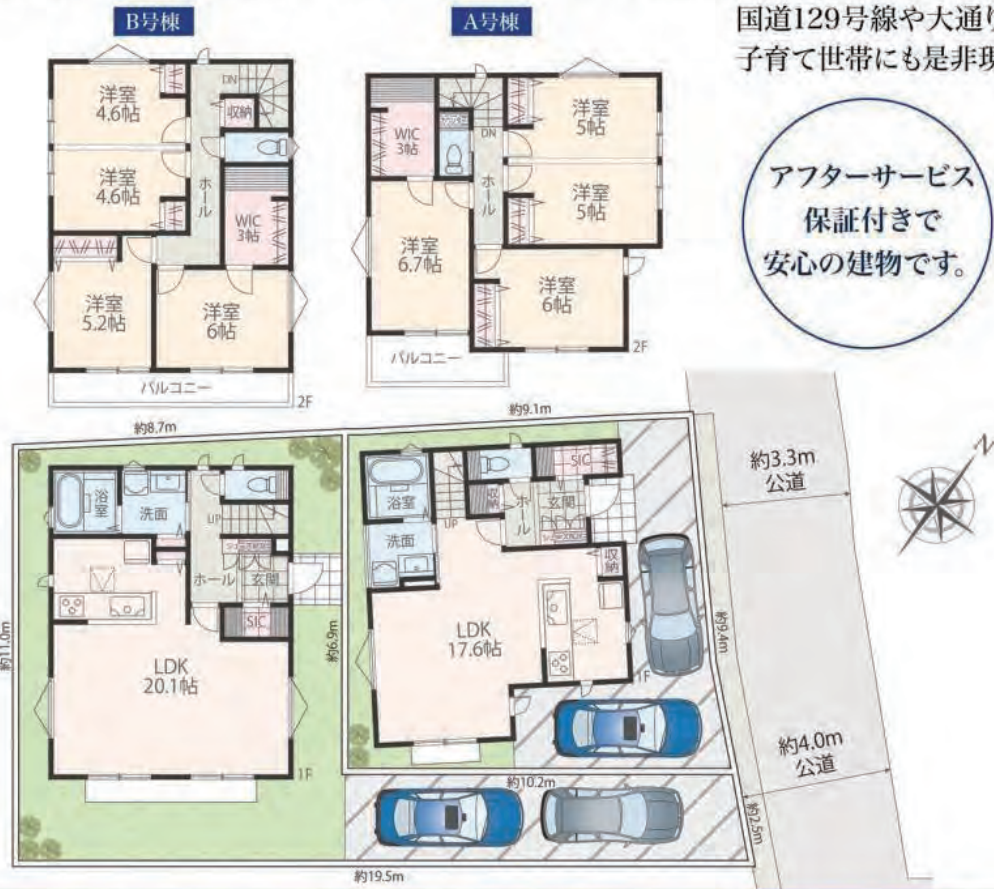 B号棟
A号棟
国道129号線や大通り
子育て世帯にも是非現
アフターサービス
保証付きで
安心の建物です。
洋室
4.6帖
洋室
4.6帖
洋室
5.2帖
洋室
6帖
WIC
3帖
収納
DN
ホール
バルコニー
2F
WIC
3帖
DN
ホール
洋室
5帖
洋室
5帖
洋室
6.7帖
洋室
6帖
バルコニー
2F
約8.7m
約9.1m
約11.0m
浴室
洗面
UP
ホール
玄関
SIC
LDK
20.1帖
1F
約6.9m
浴室
洗面
UP
収納
ホール
玄関
SIC
収納
LDK
17.6帖
1F
約9.4m
約10.2m
約2.5m
約19.5m
約3.3m
公道
約4.0m
公道
N